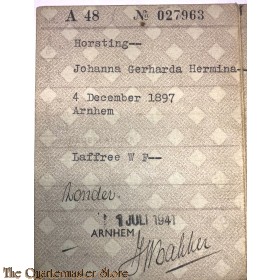 A 48 № 027963
Horsting--
Johanna Gerharda Hermina--
4 December 1897
Arnhem
Laffree W F--
Zonder.
1 JULI 1941
ARNHEM
© The Quartermaster Store